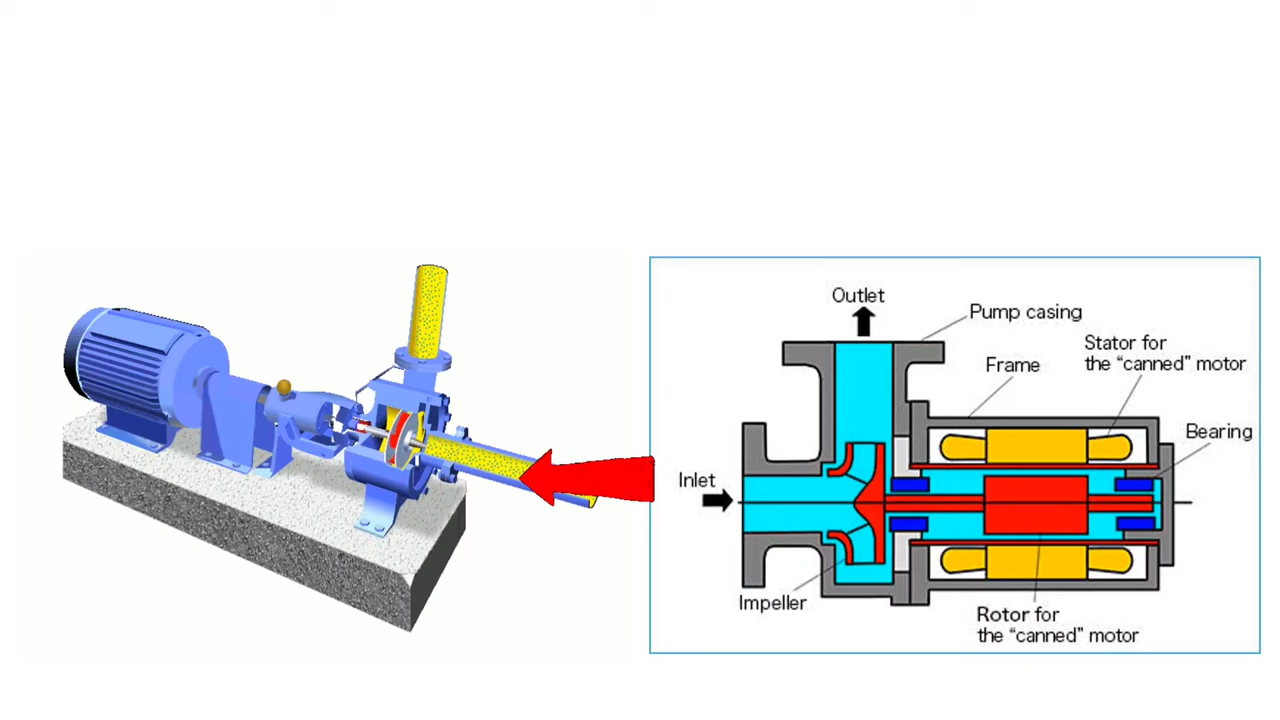 Outlet
Pump casing
Stator for
the “canned” motor
Frame
Bearing
Inlet
Impeller
Rotor for
the “canned” motor